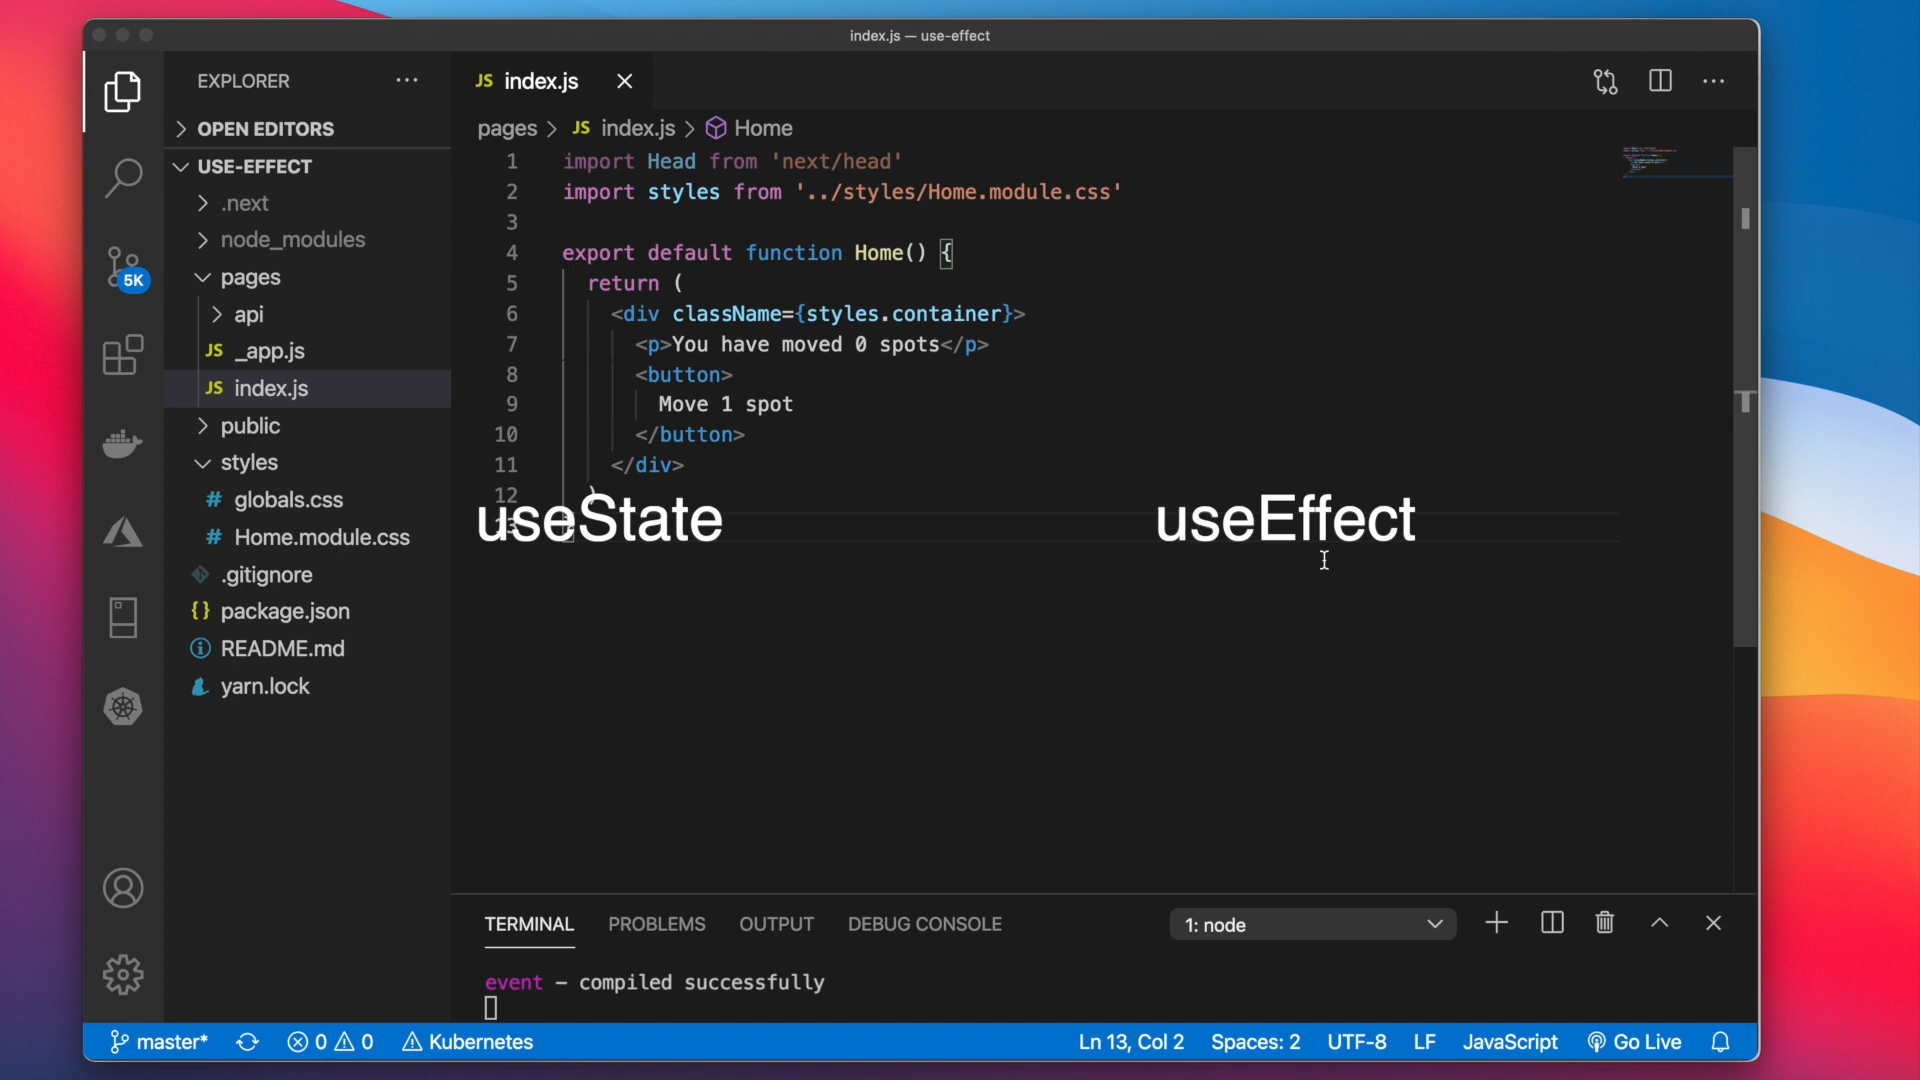 index.js — use-effect
EXPLORER
OPEN EDITORS
USE-EFFECT
.next
node_modules
pages
api
JS _app.js
JS index.js
public
styles
# globals.css
# Home.module.css
.gitignore
{} package.json
README.md
yarn.lock
5K
JS index.js
pages > JS index.js > Home
1 import Head from 'next/head'
2 import styles from '../styles/Home.module.css'
3
4 export default function Home() {
5 return (
6 <div className={styles.container}>
7 <p>You have moved 0 spots</p>
8 <button>
9 Move 1 spot
10 </button>
11 </div>
12 )
13 }
useState
useEffect
TERMINAL PROBLEMS OUTPUT DEBUG CONSOLE 1: node
event – compiled successfully
master* 0 0 Kubernetes Ln 13, Col 2 Spaces: 2 UTF-8 LF JavaScript Go Live